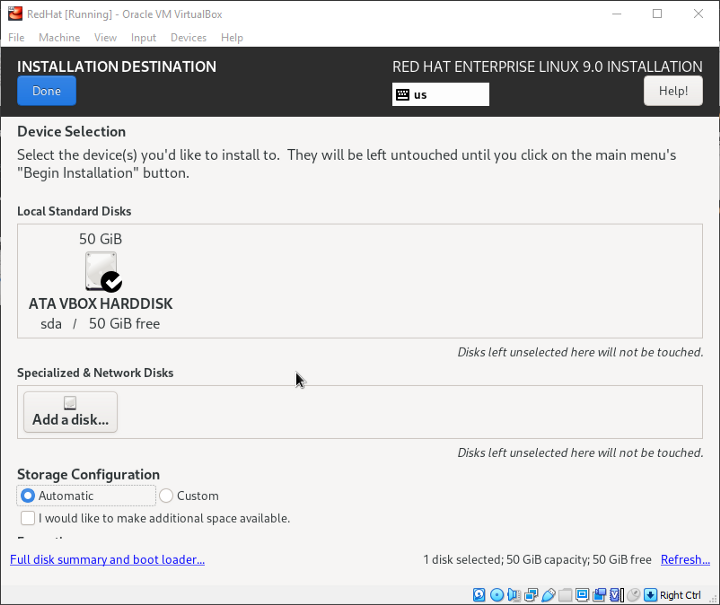 RedHat [Running] - Oracle VM VirtualBox
File Machine View Input Devices Help
INSTALLATION DESTINATION
RED HAT ENTERPRISE LINUX 9.0 INSTALLATION
Done
us
Help!
Device Selection
Select the device(s) you'd like to install to. They will be left untouched until you click on the main menu's
"Begin Installation" button.
Local Standard Disks
50 GiB
ATA VBOX HARDDISK
sda / 50 GiB free
Disks left unselected here will not be touched.
Specialized & Network Disks
Add a disk...
Disks left unselected here will not be touched.
Storage Configuration
Automatic Custom
I would like to make additional space available.
Full disk summary and boot loader...
1 disk selected; 50 GiB capacity; 50 GiB free Refresh...
Right Ctrl